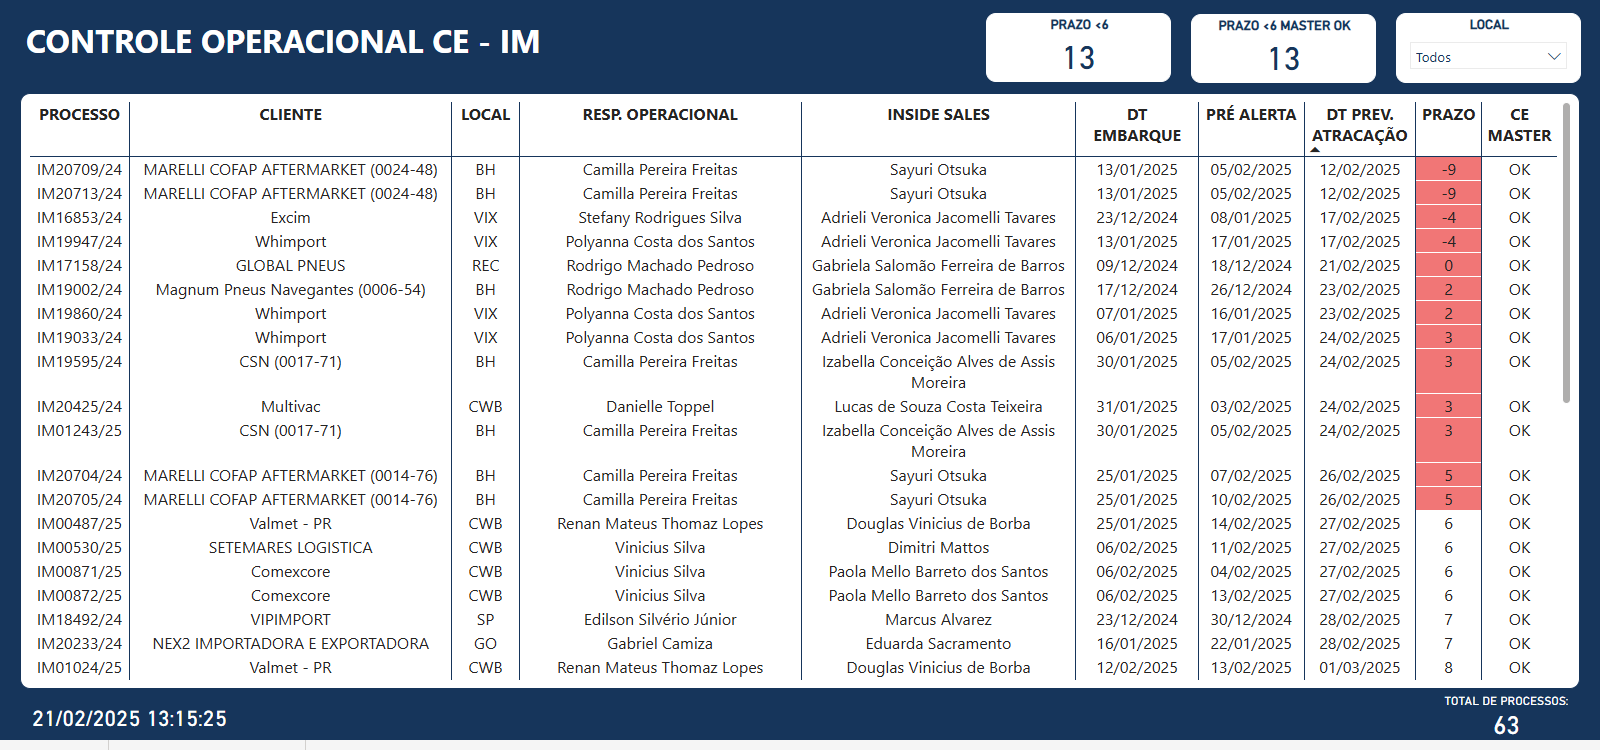 CONTROLE OPERACIONAL CE - IM
PRAZO <6
13
PRAZO <6 MASTER OK
13
LOCAL
Todos
PROCESSO CLIENTE LOCAL RESP. OPERACIONAL INSIDE SALES DT EMBARQUE PRÉ ALERTA DT PREV. ATRACAÇÃO PRAZO CE MASTER
IM20709/24 MARELLI COFAP AFTERMARKET (0024-48) BH Camilla Pereira Freitas Sayuri Otsuka 13/01/2025 05/02/2025 12/02/2025 -9 OK
IM20713/24 MARELLI COFAP AFTERMARKET (0024-48) BH Camilla Pereira Freitas Sayuri Otsuka 13/01/2025 05/02/2025 12/02/2025 -9 OK
IM16853/24 Excim VIX Stefany Rodrigues Silva Adrieli Veronica Jacomelli Tavares 23/12/2024 08/01/2025 17/02/2025 -4 OK
IM19947/24 Whimport VIX Polyanna Costa dos Santos Adrieli Veronica Jacomelli Tavares 13/01/2025 17/01/2025 17/02/2025 -4 OK
IM17158/24 GLOBAL PNEUS REC Rodrigo Machado Pedroso Gabriela Salomão Ferreira de Barros 09/12/2024 18/12/2024 21/02/2025 0 OK
IM19002/24 Magnum Pneus Navegantes (0006-54) BH Rodrigo Machado Pedroso Gabriela Salomão Ferreira de Barros 17/12/2024 26/12/2024 23/02/2025 2 OK
IM19860/24 Whimport VIX Polyanna Costa dos Santos Adrieli Veronica Jacomelli Tavares 07/01/2025 16/01/2025 23/02/2025 2 OK
IM19033/24 Whimport VIX Polyanna Costa dos Santos Adrieli Veronica Jacomelli Tavares 06/01/2025 17/01/2025 24/02/2025 3 OK
IM19595/24 CSN (0017-71) BH Camilla Pereira Freitas Izabella Conceição Alves de Assis Moreira 30/01/2025 05/02/2025 24/02/2025 3 OK
IM20425/24 Multivac CWB Danielle Toppel Lucas de Souza Costa Teixeira 31/01/2025 03/02/2025 24/02/2025 3 OK
IM01243/25 CSN (0017-71) BH Camilla Pereira Freitas Izabella Conceição Alves de Assis Moreira 30/01/2025 05/02/2025 24/02/2025 3 OK
IM20704/24 MARELLI COFAP AFTERMARKET (0014-76) BH Camilla Pereira Freitas Sayuri Otsuka 25/01/2025 07/02/2025 26/02/2025 5 OK
IM20705/24 MARELLI COFAP AFTERMARKET (0014-76) BH Camilla Pereira Freitas Sayuri Otsuka 25/01/2025 10/02/2025 26/02/2025 5 OK
IM00487/25 Valmet - PR CWB Renan Mateus Thomaz Lopes Douglas Vinicius de Borba 25/01/2025 14/02/2025 27/02/2025 6 OK
IM00530/25 SETEMARES LOGISTICA CWB Vinicius Silva Dimitri Mattos 06/02/2025 11/02/2025 27/02/2025 6 OK
IM00871/25 Comexcore CWB Vinicius Silva Paola Mello Barreto dos Santos 06/02/2025 04/02/2025 27/02/2025 6 OK
IM00872/25 Comexcore CWB Vinicius Silva Paola Mello Barreto dos Santos 06/02/2025 13/02/2025 27/02/2025 6 OK
IM18492/24 VIPIMPORT SP Edilson Silvério Júnior Marcus Alvarez 23/12/2024 30/12/2024 28/02/2025 7 OK
IM20233/24 NEX2 IMPORTADORA E EXPORTADORA GO Gabriel Camiza Eduarda Sacramento 16/01/2025 22/01/2025 28/02/2025 7 OK
IM01024/25 Valmet - PR CWB Renan Mateus Thomaz Lopes Douglas Vinicius de Borba 12/02/2025 13/02/2025 01/03/2025 8 OK
21/02/2025 13:15:25
TOTAL DE PROCESSOS:
63